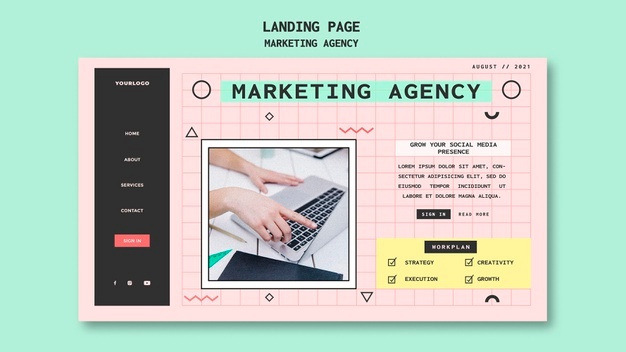 LANDING PAGE
MARKETING AGENCY
AUGUST // 2021
YOURLOGO
HOME
ABOUT
SERVICES
CONTACT
SIGN IN
MARKETING AGENCY
GROW YOUR SOCIAL MEDIA
PRESENCE
LOREM IPSUM DOLOR SIT AMET, CON-
SECTETUR ADIPISICING ELIT, SED DO
EIUSMOD TEMPOR INCIDIDUNT UT
LABORE ET DOLORE MAGNA ALIQUA.
SIGN IN READ MORE
WORKPLAN
STRATEGY CREATIVITY
EXECUTION GROWTH